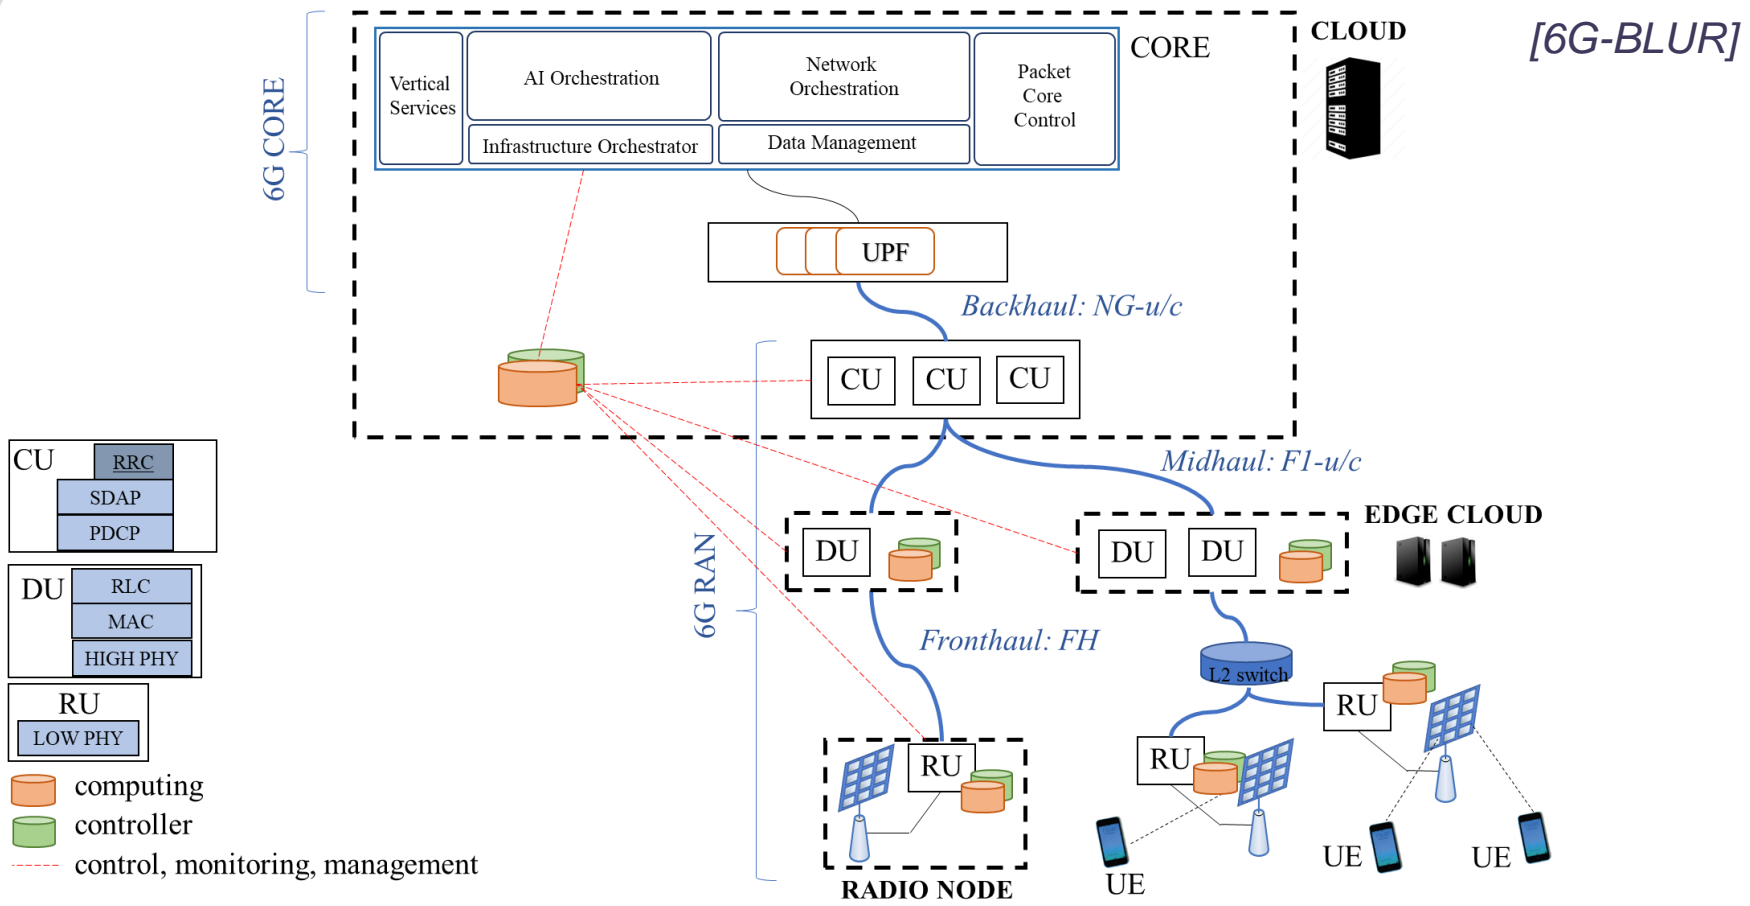 [6G-BLUR]
CLOUD
CORE
6G CORE
Vertical
Services
AI Orchestration
Network
Orchestration
Packet
Core
Control
Infrastructure Orchestrator
Data Management
UPF
Backhaul: NG-u/c
CU
CU
CU
Midhaul: F1-u/c
EDGE CLOUD
6G RAN
DU
DU
DU
Fronthaul: FH
L2 switch
RU
RU
RU
RADIO NODE
UE
UE
UE
CU
RRC
SDAP
PDCP
DU
RLC
MAC
HIGH PHY
RU
LOW PHY
computing
controller
control, monitoring, management